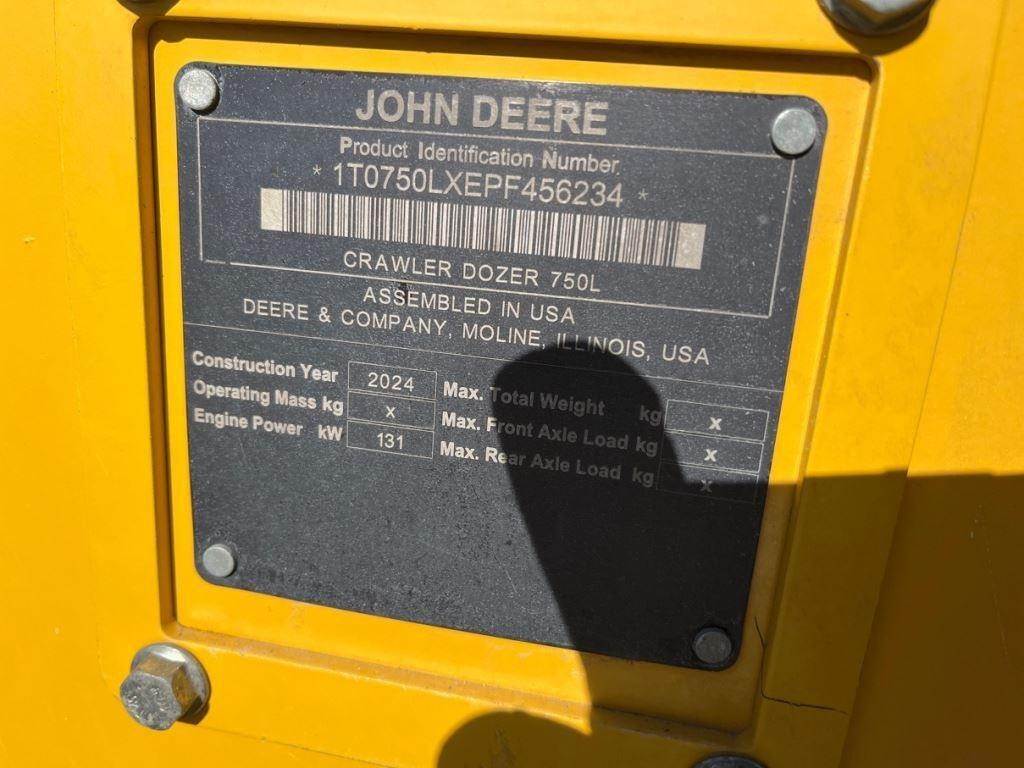 JOHN DEERE
Product Identification Number
* 1T0750LXEPF456234 *
CRAWLER DOZER 750L
ASSEMBLED IN USA
DEERE & COMPANY, MOLINE, ILLINOIS, USA
Construction Year 2024 Max. Total Weight kg x
Operating Mass kg x Max. Front Axle Load kg x
Engine Power kW 131 Max. Rear Axle Load kg x